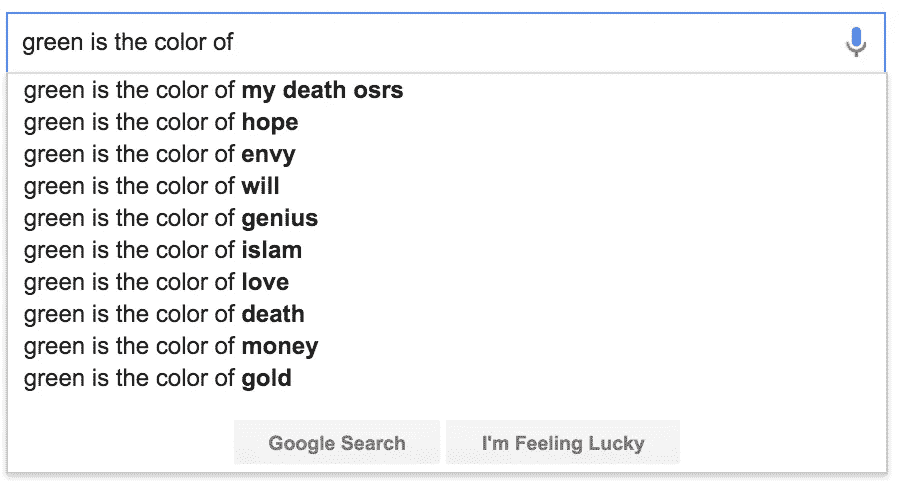 green is the color of
green is the color of my death osrs
green is the color of hope
green is the color of envy
green is the color of will
green is the color of genius
green is the color of islam
green is the color of love
green is the color of death
green is the color of money
green is the color of gold
Google Search I'm Feeling Lucky